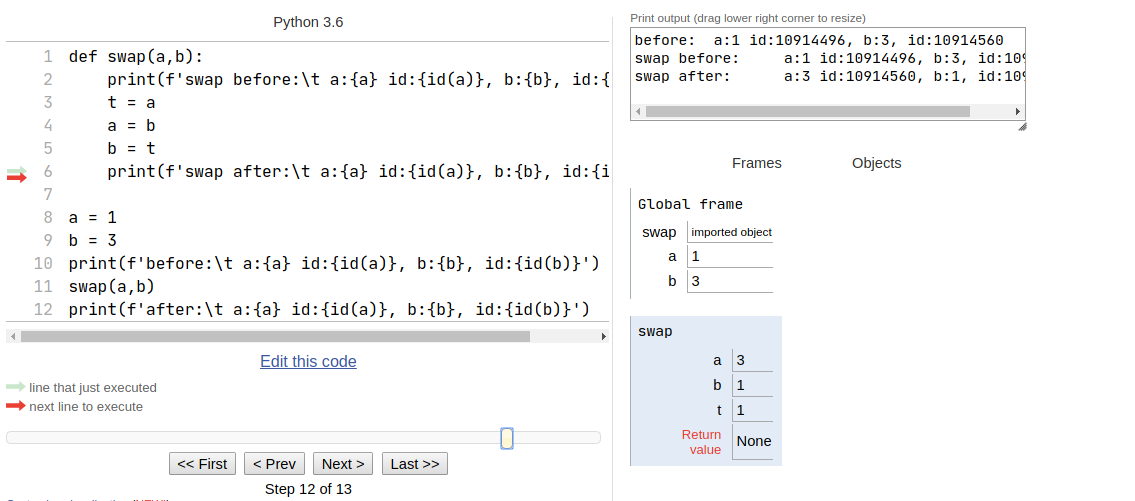 Python 3.6
1 def swap(a,b):
2 print(f'swap before:\t a:{a} id:{id(a)}, b:{b}, id:{
3 t = a
4 a = b
5 b = t
6 print(f'swap after:\t a:{a} id:{id(a)}, b:{b}, id:{i
7
8 a = 1
9 b = 3
10 print(f'before:\t a:{a} id:{id(a)}, b:{b}, id:{id(b)}')
11 swap(a,b)
12 print(f'after:\t a:{a} id:{id(a)}, b:{b}, id:{id(b)}')
Edit this code
line that just executed
next line to execute
<< First < Prev Next > Last >>
Step 12 of 13
Print output (drag lower right corner to resize)
before: a:1 id:10914496, b:3, id:10914560
swap before: a:1 id:10914496, b:3, id:109
swap after: a:3 id:10914560, b:1, id:109
Frames Objects
Global frame
swap imported object
a 1
b 3
swap
a 3
b 1
t 1
Return
value None